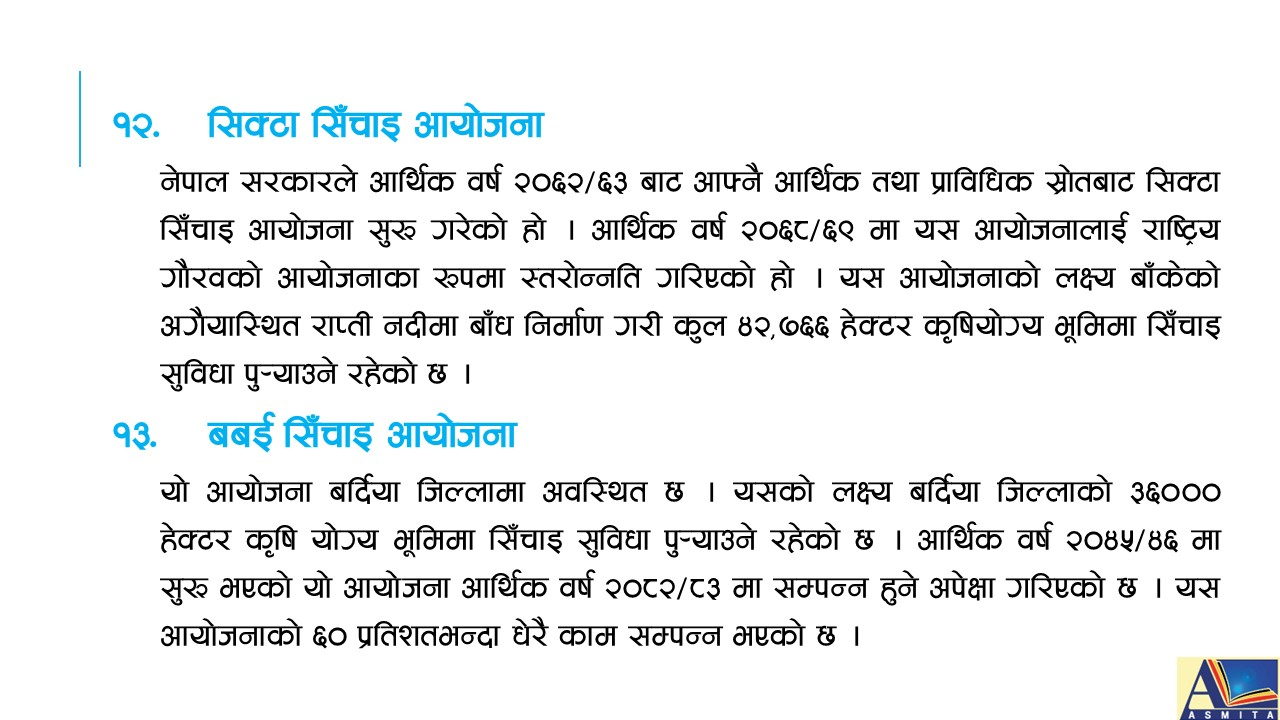 १२. सिक्टा सिँचाइ आयोजना
नेपाल सरकारले आर्थिक वर्ष २०६२/६३ बाट आफ्नै आर्थिक तथा प्राविधिक स्रोतबाट सिक्टा
सिँचाइ आयोजना सुरु गरेको हो । आर्थिक वर्ष २०६८/६९ मा यस आयोजनालाई राष्ट्रिय
गौरवको आयोजनाका रुपमा स्तरोन्नति गरिएको हो । यस आयोजनाको लक्ष्य बाँकेको
अगैयास्थित राप्ती नदीमा बाँध निर्माण गरी कुल ४२,७६६ हेक्टर कृषियोग्य भूमिमा सिँचाइ
सुविधा पुर्‍याउने रहेको छ ।
१३. बबई सिँचाइ आयोजना
यो आयोजना बर्दिया जिल्लामा अवस्थित छ । यसको लक्ष्य बर्दिया जिल्लाको ३६०००
हेक्टर कृषि योग्य भूमिमा सिँचाइ सुविधा पुर्‍याउने रहेको छ । आर्थिक वर्ष २०४५/४६ मा
सुरु भएको यो आयोजना आर्थिक वर्ष २०८२/८३ मा सम्पन्न हुने अपेक्षा गरिएको छ । यस
आयोजनाको ६० प्रतिशतभन्दा धेरै काम सम्पन्न भएको छ ।
ASMITA